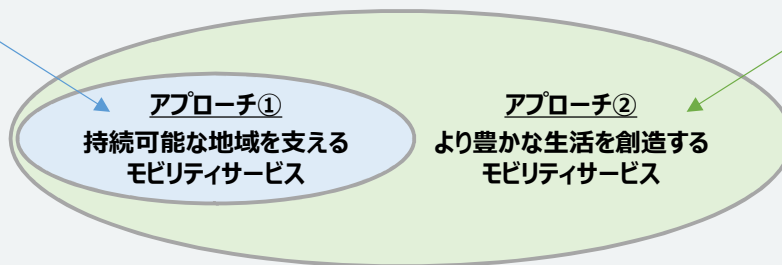 アプローチ①
持続可能な地域を支える
モビリティサービス
アプローチ②
より豊かな生活を創造する
モビリティサービス